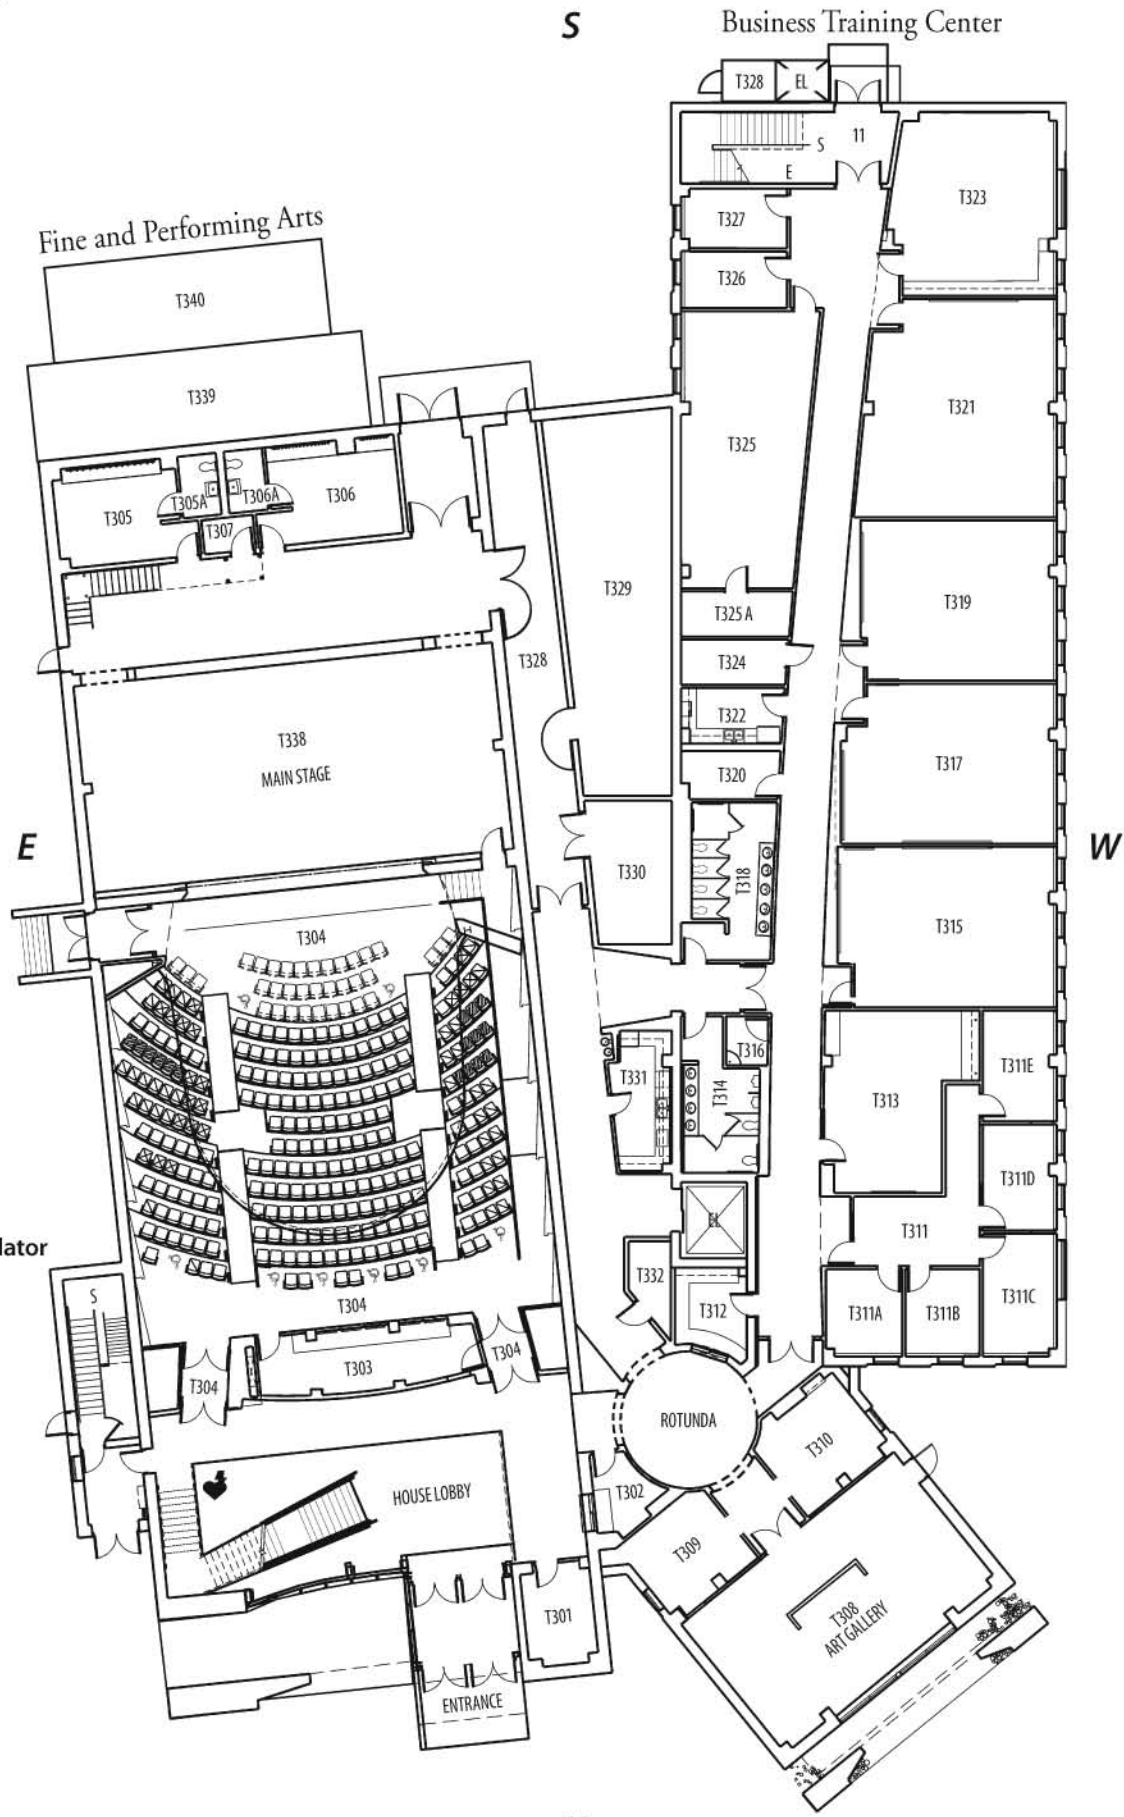 S
Business Training Center
T328
EL
11
S
E
T323
T327
T326
Fine and Performing Arts
T340
T339
T321
T325
T305
T305A
T306A
T306
T307
T329
T319
T325 A
T328
T324
T322
T338
MAIN STAGE
T317
T320
E
W
T330
T318
T315
T304
H
T316
T331
T314
T313
T311E
T311D
lator
T311
S
T332
T304
T312
T311A
T311B
T311C
T303
T304
T304
ROTUNDA
T310
HOUSE LOBBY
T302
T309
T301
T308
ART GALLERY
ENTRANCE